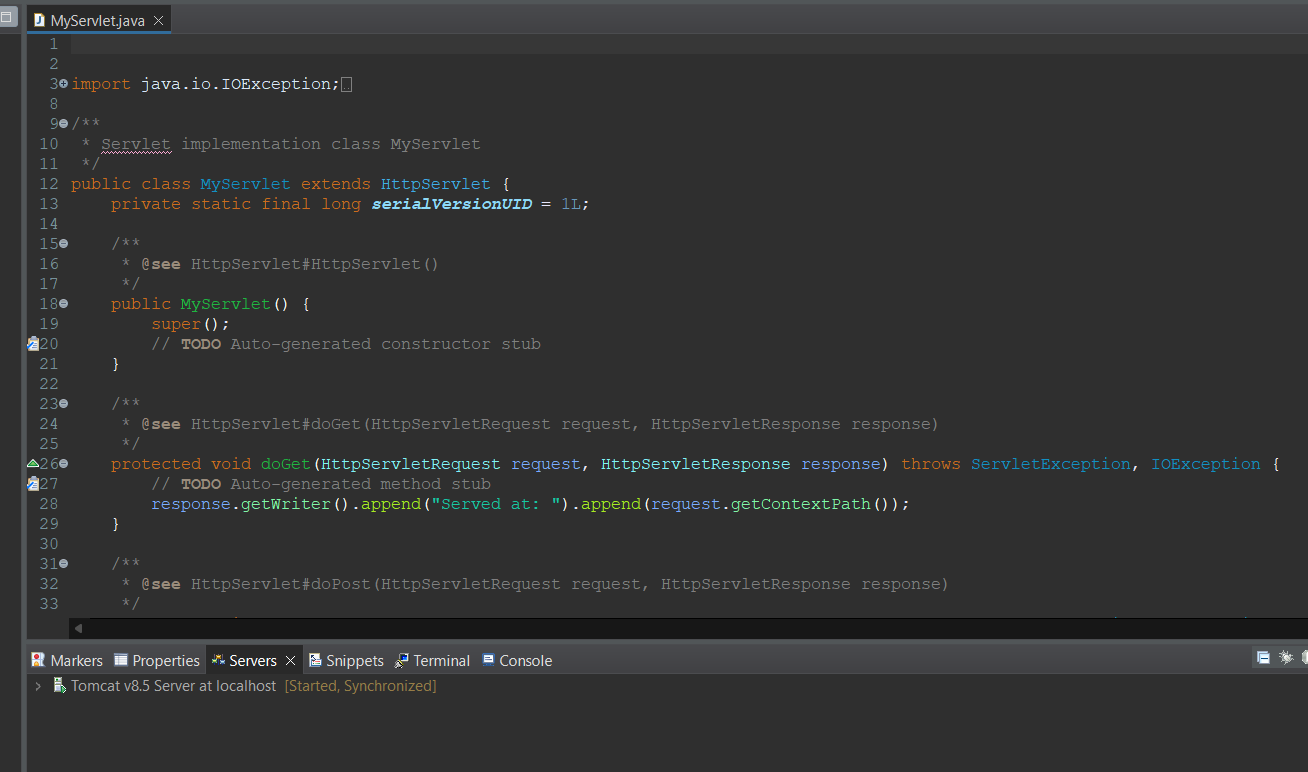 MyServlet.java
1
2
3 import java.io.IOException;
8
9 /**
10 * Servlet implementation class MyServlet
11 */
12 public class MyServlet extends HttpServlet {
13 private static final long serialVersionUID = 1L;
14
15 /**
16 * @see HttpServlet#HttpServlet()
17 */
18 public MyServlet() {
19 super();
20 // TODO Auto-generated constructor stub
21 }
22
23 /**
24 * @see HttpServlet#doGet(HttpServletRequest request, HttpServletResponse response)
25 */
26 protected void doGet(HttpServletRequest request, HttpServletResponse response) throws ServletException, IOException {
27 // TODO Auto-generated method stub
28 response.getWriter().append("Served at: ").append(request.getContextPath());
29 }
30
31 /**
32 * @see HttpServlet#doPost(HttpServletRequest request, HttpServletResponse response)
33 */
Markers Properties Servers Snippets Terminal Console
Tomcat v8.5 Server at localhost [Started, Synchronized]